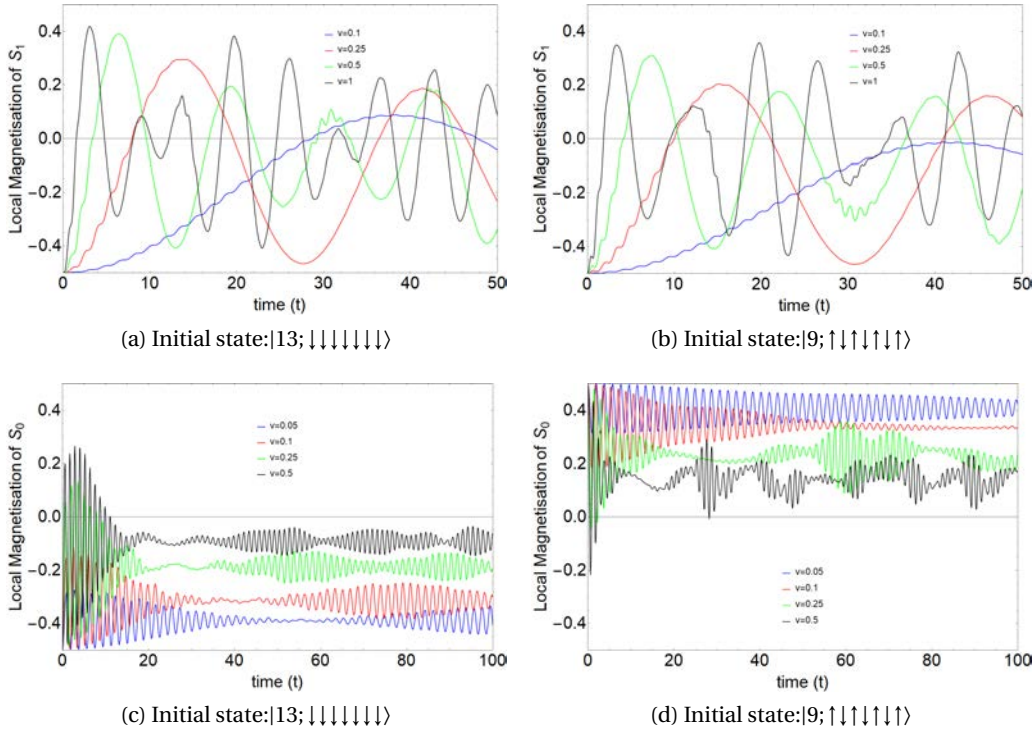 Local Magnetisation of S₁
0.4
0.2
0.0
−0.2
−0.4
v=0.1
v=0.25
v=0.5
v=1
0 10 20 30 40 50
time (t)
(a) Initial state:|13;↓↓↓↓↓↓↓⟩
Local Magnetisation of S₁
0.4
0.2
0.0
−0.2
−0.4
v=0.1
v=0.25
v=0.5
v=1
0 10 20 30 40 50
time (t)
(b) Initial state:|9;↑↓↑↓↑↓↑⟩
Local Magnetisation of S₀
0.4
0.2
0.0
−0.2
−0.4
v=0.05
v=0.1
v=0.25
v=0.5
0 20 40 60 80 100
time (t)
(c) Initial state:|13;↓↓↓↓↓↓↓⟩
Local Magnetisation of S₀
0.4
0.2
0.0
−0.2
−0.4
v=0.05
v=0.1
v=0.25
v=0.5
0 20 40 60 80 100
time (t)
(d) Initial state:|9;↑↓↑↓↑↓↑⟩